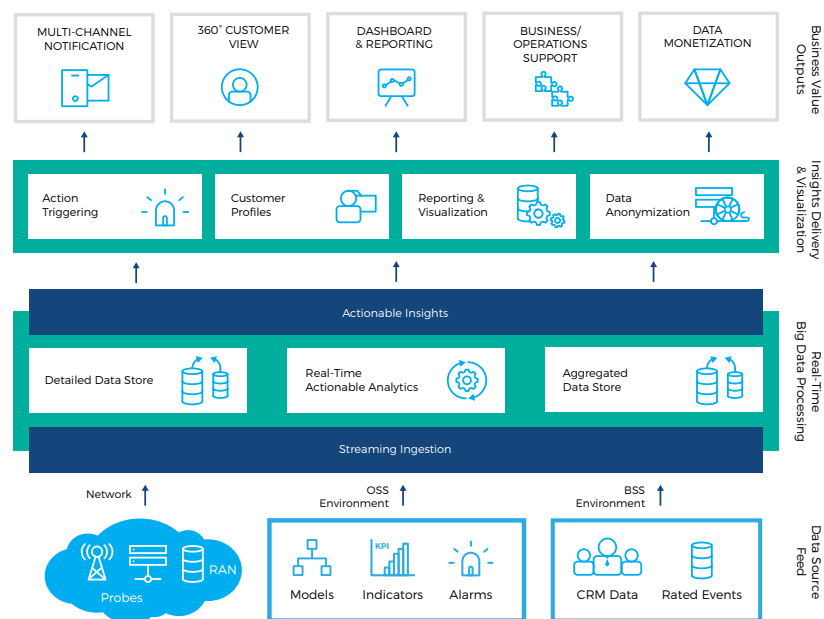 MULTI-CHANNEL
NOTIFICATION
360° CUSTOMER
VIEW
DASHBOARD
& REPORTING
BUSINESS/
OPERATIONS
SUPPORT
DATA
MONETIZATION
Business Value
Outputs
Action
Triggering
Customer
Profiles
Reporting &
Visualization
Data
Anonymization
Insights Delivery
& Visualization
Actionable Insights
Detailed Data Store
Real-Time
Actionable Analytics
Aggregated
Data Store
Streaming Ingestion
Real-Time
Big Data Processing
Network
OSS
Environment
BSS
Environment
RAN
Probes
KPI
Models
Indicators
Alarms
CRM Data
Rated Events
Data Source
Feed